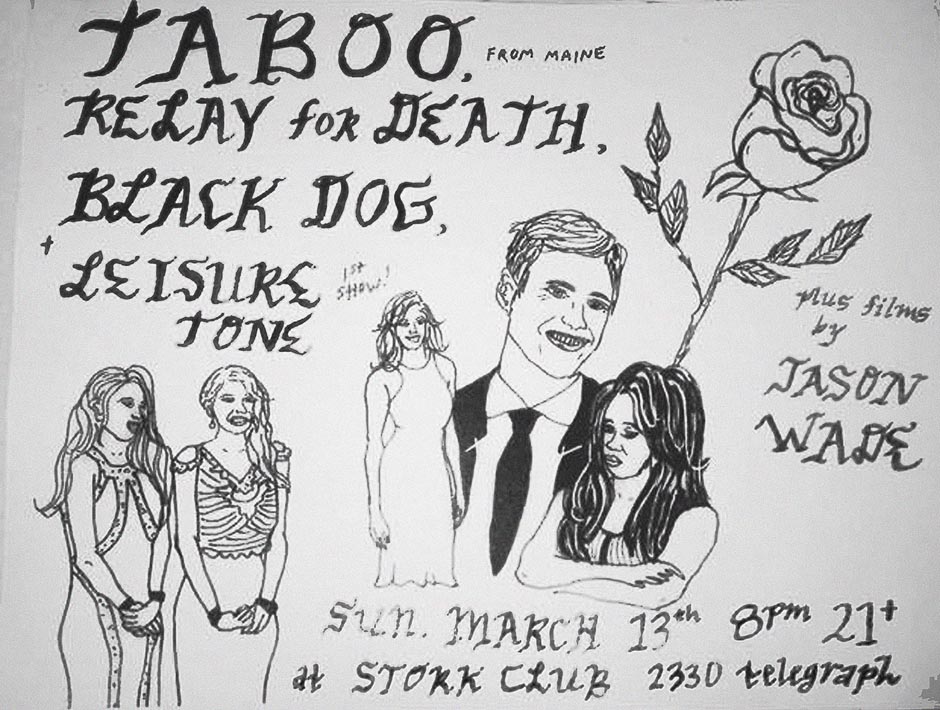 TABOO, FROM MAINE
RELAY for DEATH,
BLACK DOG,
+ LEISURE
TONE
1st
SHOW!
plus films
by
JASON
WADE
SUN. MARCH 13th 8pm 21+
at STORK CLUB 2330 telegraph